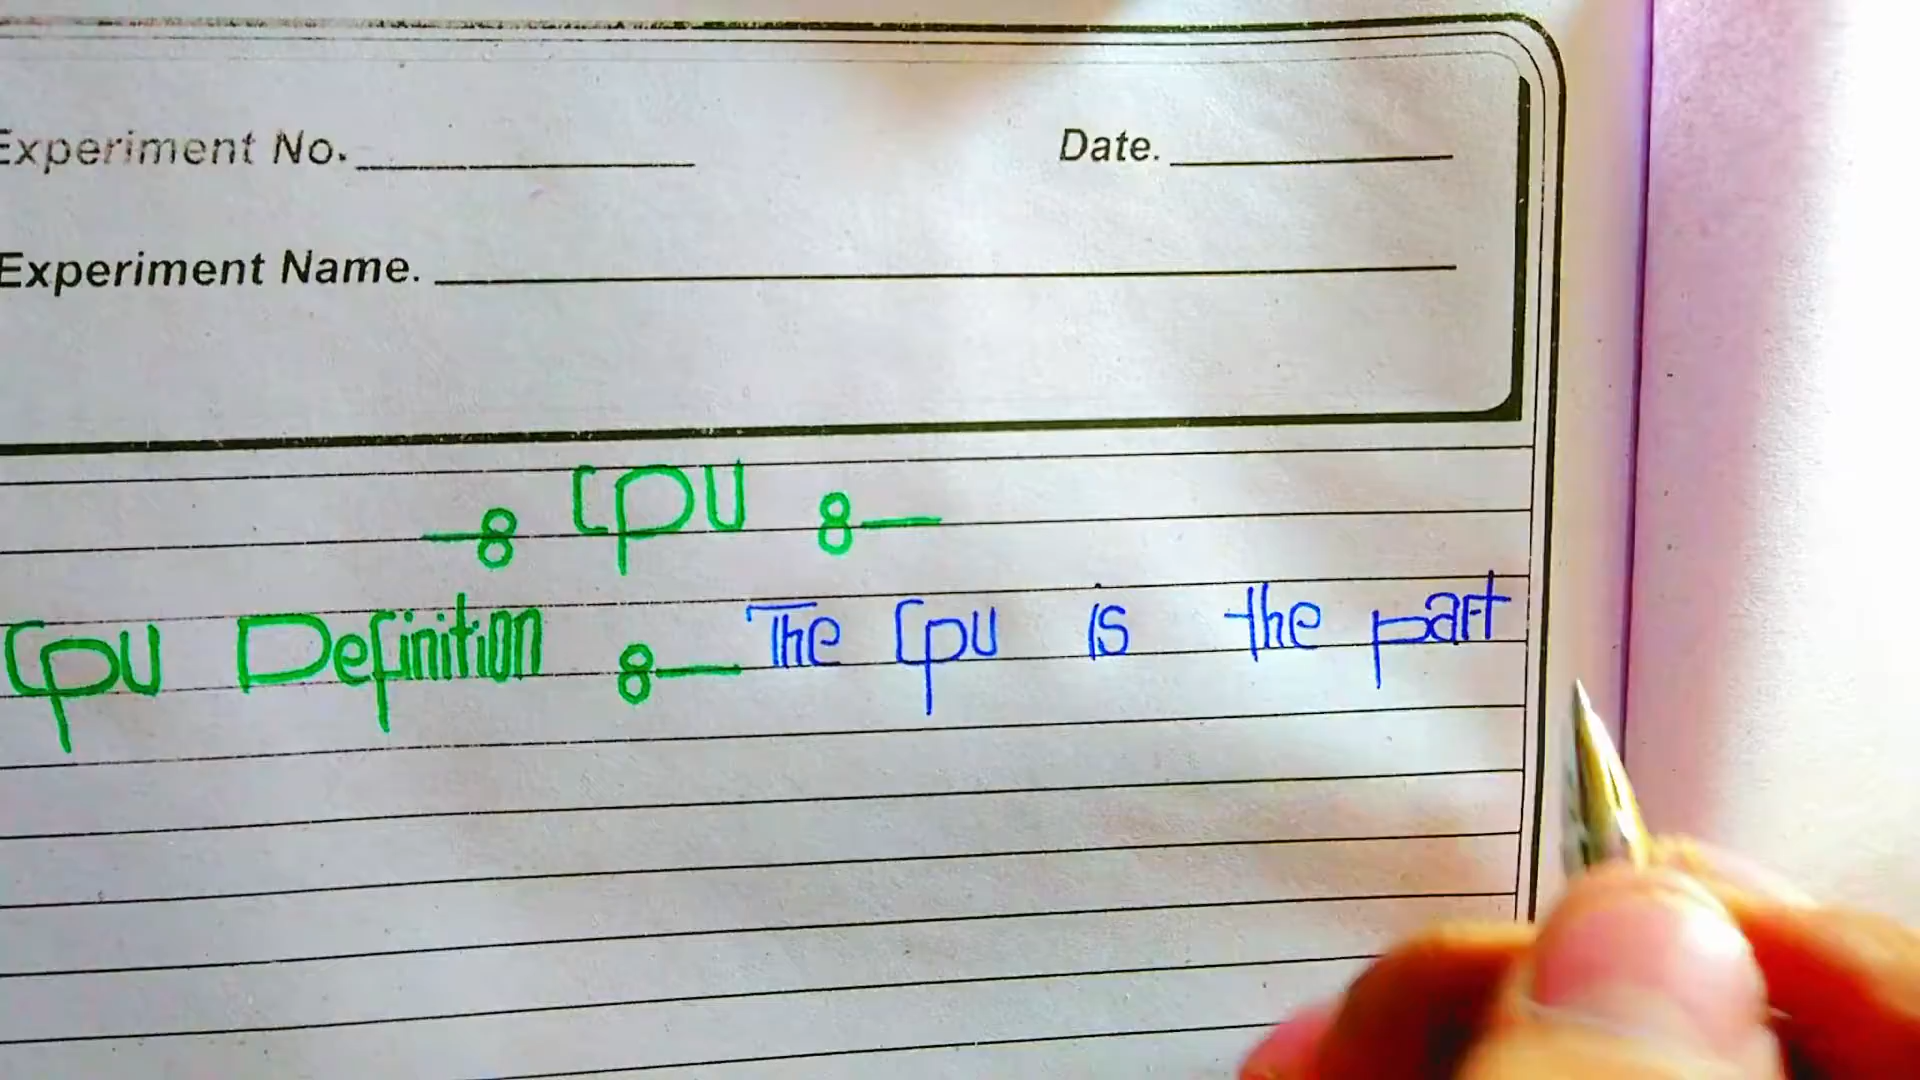 Experiment No. Date.
Experiment Name.
—8 CPU 8—
CPU Definition 8— The CPU is the part